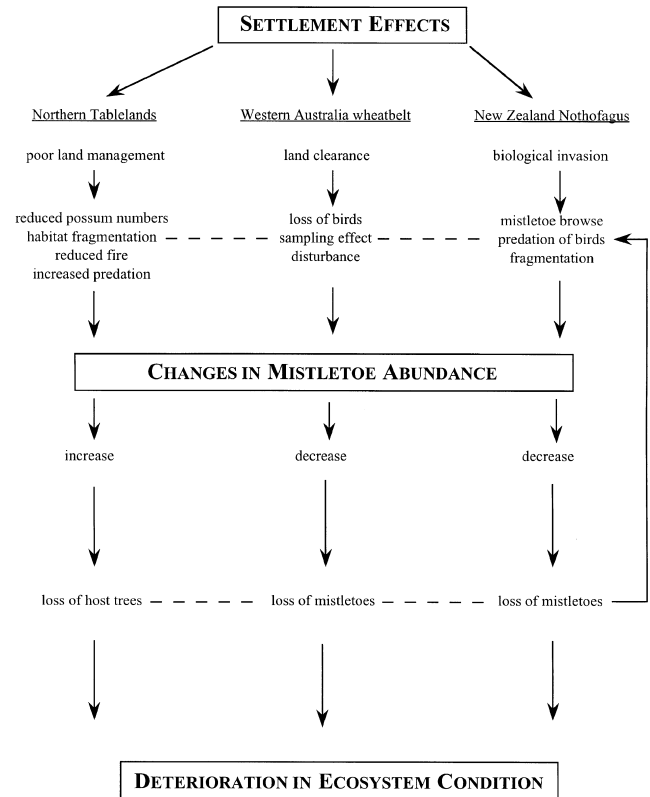 SETTLEMENT EFFECTS
Northern Tablelands
Western Australia wheatbelt
New Zealand Nothofagus
poor land management
land clearance
biological invasion
reduced possum numbers
habitat fragmentation
reduced fire
increased predation
loss of birds
sampling effect
disturbance
mistletoe browse
predation of birds
fragmentation
CHANGES IN MISTLETOE ABUNDANCE
increase
decrease
decrease
loss of host trees
loss of mistletoes
loss of mistletoes
DETERIORATION IN ECOSYSTEM CONDITION